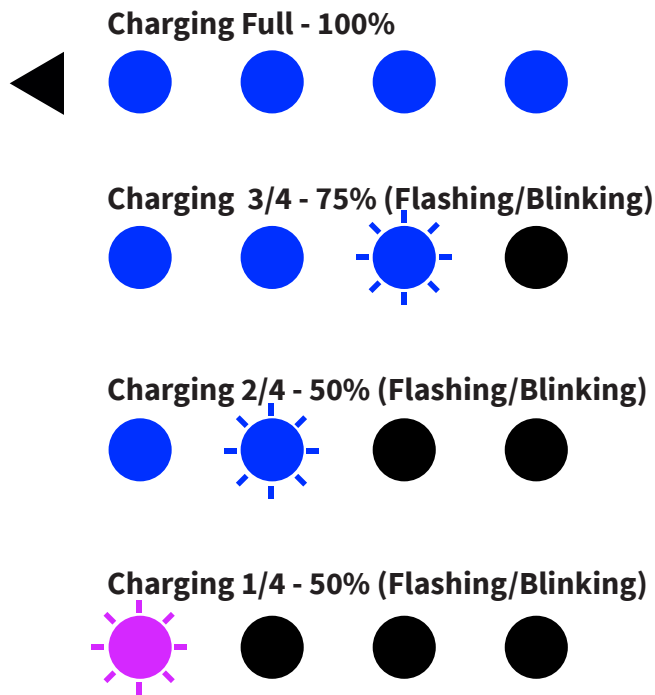 Charging Full - 100%
Charging  3/4 - 75% (Flashing/Blinking)
Charging 2/4 - 50% (Flashing/Blinking)
Charging 1/4 - 50% (Flashing/Blinking)